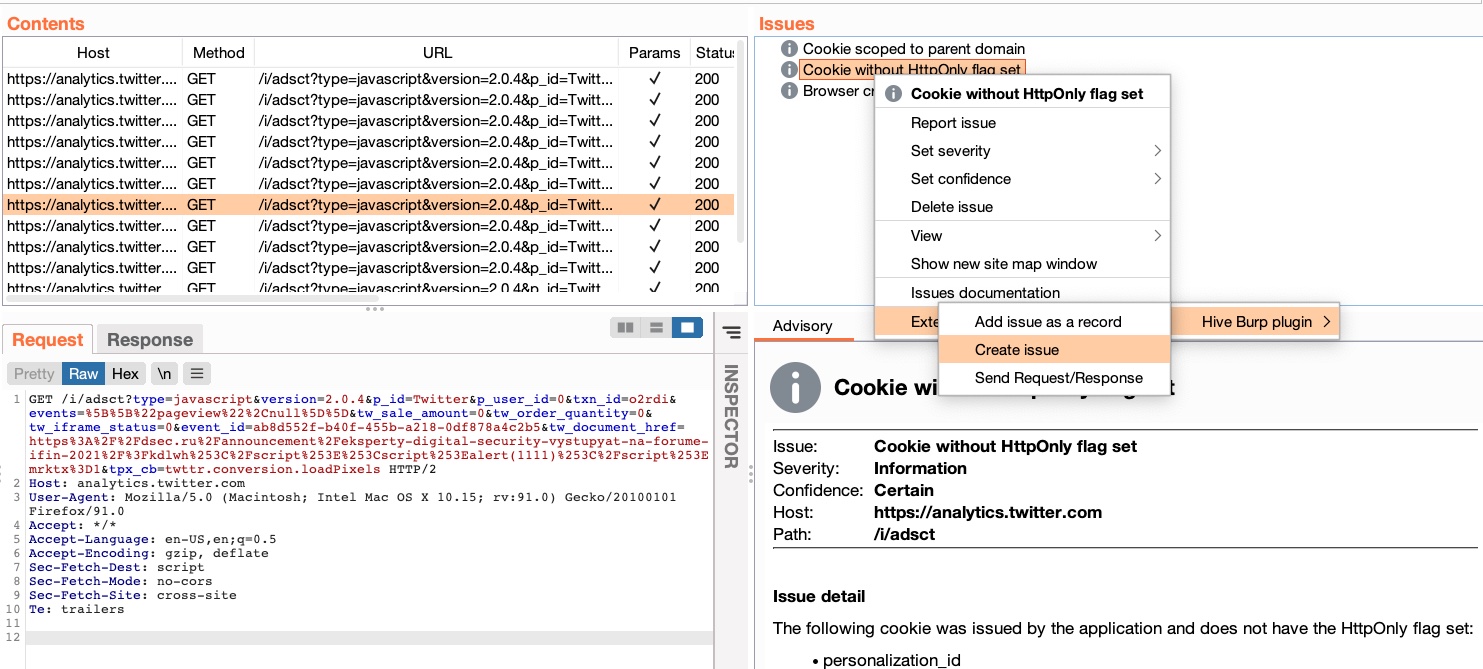 Contents
Host Method URL Params Statu
https://analytics.twitter.... GET /i/adsct?type=javascript&version=2.0.4&p_id=Twitt... ✓ 200
https://analytics.twitter.... GET /i/adsct?type=javascript&version=2.0.4&p_id=Twitt... ✓ 200
https://analytics.twitter.... GET /i/adsct?type=javascript&version=2.0.4&p_id=Twitt... ✓ 200
https://analytics.twitter.... GET /i/adsct?type=javascript&version=2.0.4&p_id=Twitt... ✓ 200
https://analytics.twitter.... GET /i/adsct?type=javascript&version=2.0.4&p_id=Twitt... ✓ 200
https://analytics.twitter.... GET /i/adsct?type=javascript&version=2.0.4&p_id=Twitt... ✓ 200
https://analytics.twitter.... GET /i/adsct?type=javascript&version=2.0.4&p_id=Twitt... ✓ 200
https://analytics.twitter.... GET /i/adsct?type=javascript&version=2.0.4&p_id=Twitt... ✓ 200
https://analytics.twitter.... GET /i/adsct?type=javascript&version=2.0.4&p_id=Twitt... ✓ 200
https://analytics.twitter.... GET /i/adsct?type=javascript&version=2.0.4&p_id=Twitt... ✓ 200
https://analytics.twitter.... GET /i/adsct?type=javascript&version=2.0.4&p_id=Twitt... ✓ 200
Request Response
Pretty Raw Hex \n
1 GET /i/adsct?type=javascript&version=2.0.4&p_id=Twitter&p_user_id=0&txn_id=o2rdi&
events=%5B%5B%22pageview%22%2Cnull%5D%5D&tw_sale_amount=0&tw_order_quantity=0&
tw_iframe_status=0&event_id=ab8d552f-b40f-455b-a218-0df878a4c2b5&tw_document_href=
https%3A%2F%2Fdsec.ru%2Fannouncement%2Feksperty-digital-security-vystupyat-na-forume-
ifin-2021%2F%3Fkdlwh%253C%2Fscript%253E%253Cscript%253Ealert(1111)%253C%2Fscript%253E
mrktx%3D1&tpx_cb=twttr.conversion.loadPixels HTTP/2
2 Host: analytics.twitter.com
3 User-Agent: Mozilla/5.0 (Macintosh; Intel Mac OS X 10.15; rv:91.0) Gecko/20100101
Firefox/91.0
4 Accept: */*
5 Accept-Language: en-US,en;q=0.5
6 Accept-Encoding: gzip, deflate
7 Sec-Fetch-Dest: script
8 Sec-Fetch-Mode: no-cors
9 Sec-Fetch-Site: cross-site
10 Te: trailers
11
12
INSPECTOR
Issues
Cookie scoped to parent domain
Cookie without HttpOnly flag set
Browser cr
Cookie without HttpOnly flag set
Report issue
Set severity
Set confidence
Delete issue
View
Show new site map window
Issues documentation
Exte
Hive Burp plugin
Add issue as a record
Create issue
Send Request/Response
Advisory
Cookie wi t
Issue: Cookie without HttpOnly flag set
Severity: Information
Confidence: Certain
Host: https://analytics.twitter.com
Path: /i/adsct
Issue detail
The following cookie was issued by the application and does not have the HttpOnly flag set:
• personalization_id